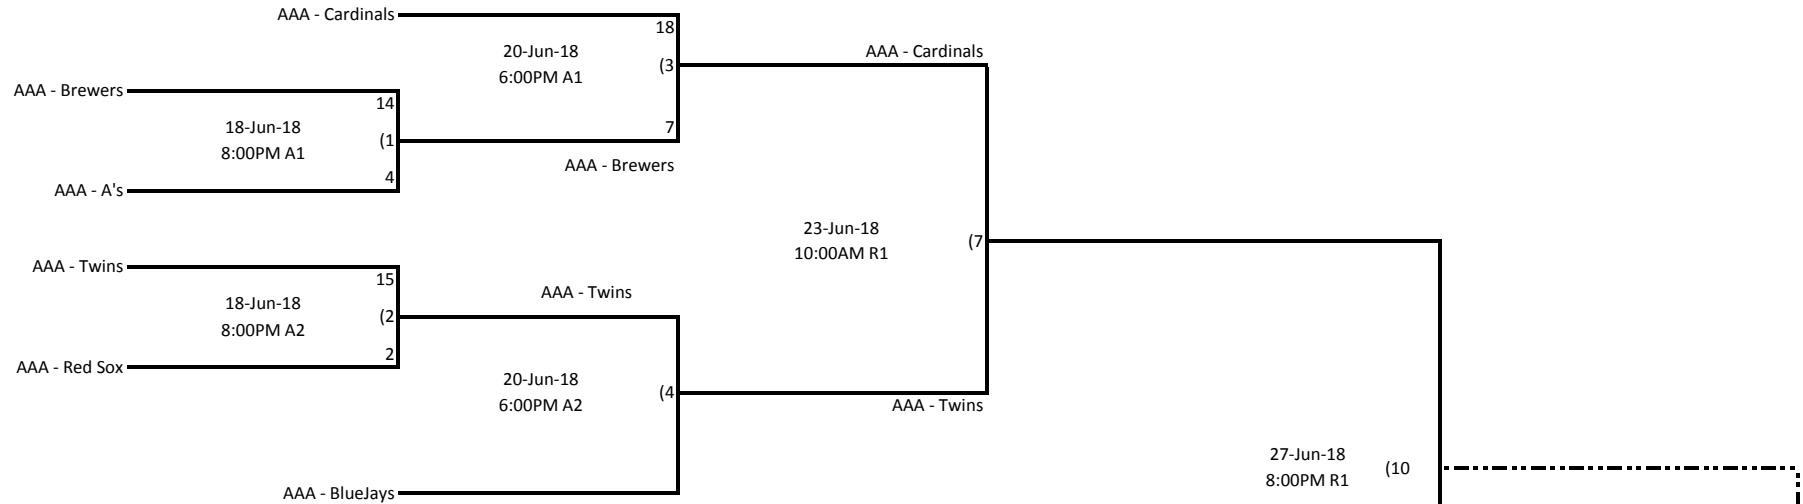 AAA - Cardinals
18
20-Jun-18
6:00PM A1
(3
AAA - Cardinals
AAA - Brewers
14
18-Jun-18
8:00PM A1
(1
7
AAA - Brewers
4
AAA - A's
23-Jun-18
10:00AM R1
(7
AAA - Twins
15
18-Jun-18
8:00PM A2
(2
AAA - Twins
2
AAA - Red Sox
20-Jun-18
6:00PM A2
(4
AAA - Twins
27-Jun-18
8:00PM R1
(10
AAA - BlueJays